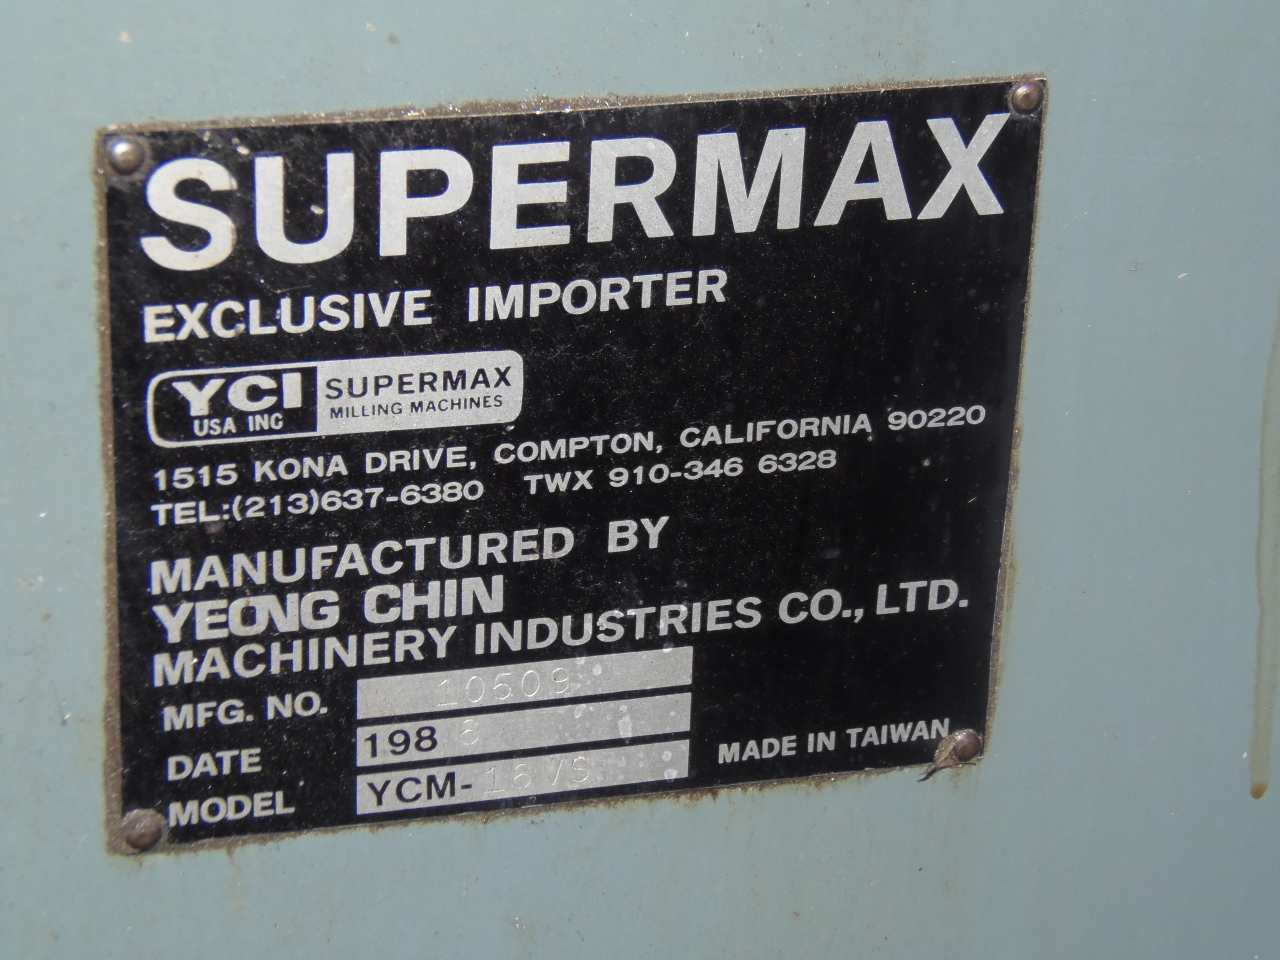 SUPERMAX
EXCLUSIVE IMPORTER
YCI
USA INC
SUPERMAX
MILLING MACHINES
1515 KONA DRIVE, COMPTON, CALIFORNIA 90220
TEL:(213)637-6380 TWX 910-346 6328
MANUFACTURED BY
YEONG CHIN
MACHINERY INDUSTRIES CO., LTD.
MFG. NO. 10509
DATE 198
MODEL YCM-16VS
MADE IN TAIWAN